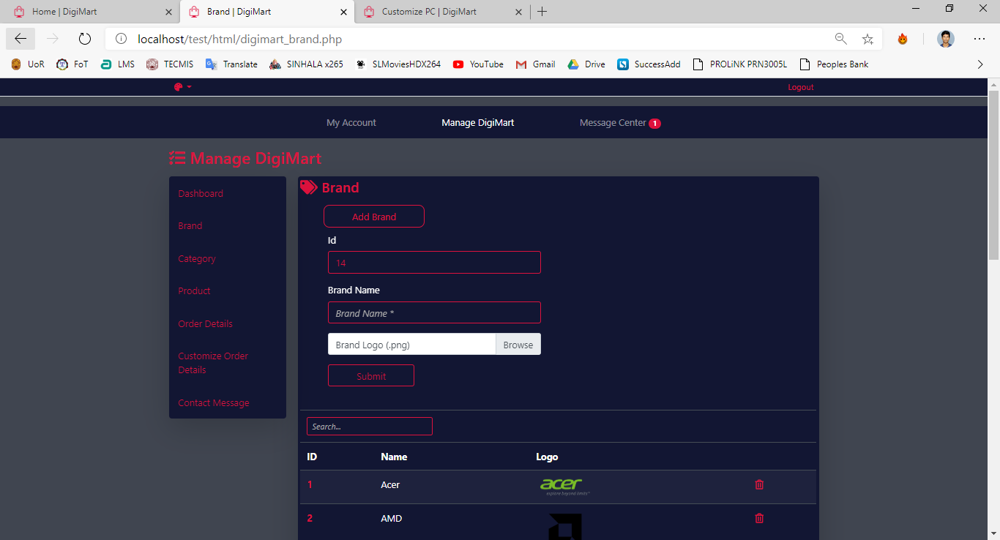 Home | DigiMart
Brand | DigiMart
Customize PC | DigiMart
localhost/test/html/digimart_brand.php
UoR FoT LMS TECMIS Translate SINHALA x265 SLMoviesHDX264 YouTube Gmail Drive SuccessAdd PROLiNK PRN3005L Peoples Bank
Logout
My Account Manage DigiMart Message Center 1
Manage DigiMart
Dashboard
Brand
Category
Product
Order Details
Customize Order
Details
Contact Message
Brand
Add Brand
Id
14
Brand Name
Brand Name *
Brand Logo (.png) Browse
Submit
Search...
ID Name Logo
1 Acer acer
explore beyond limits™
2 AMD